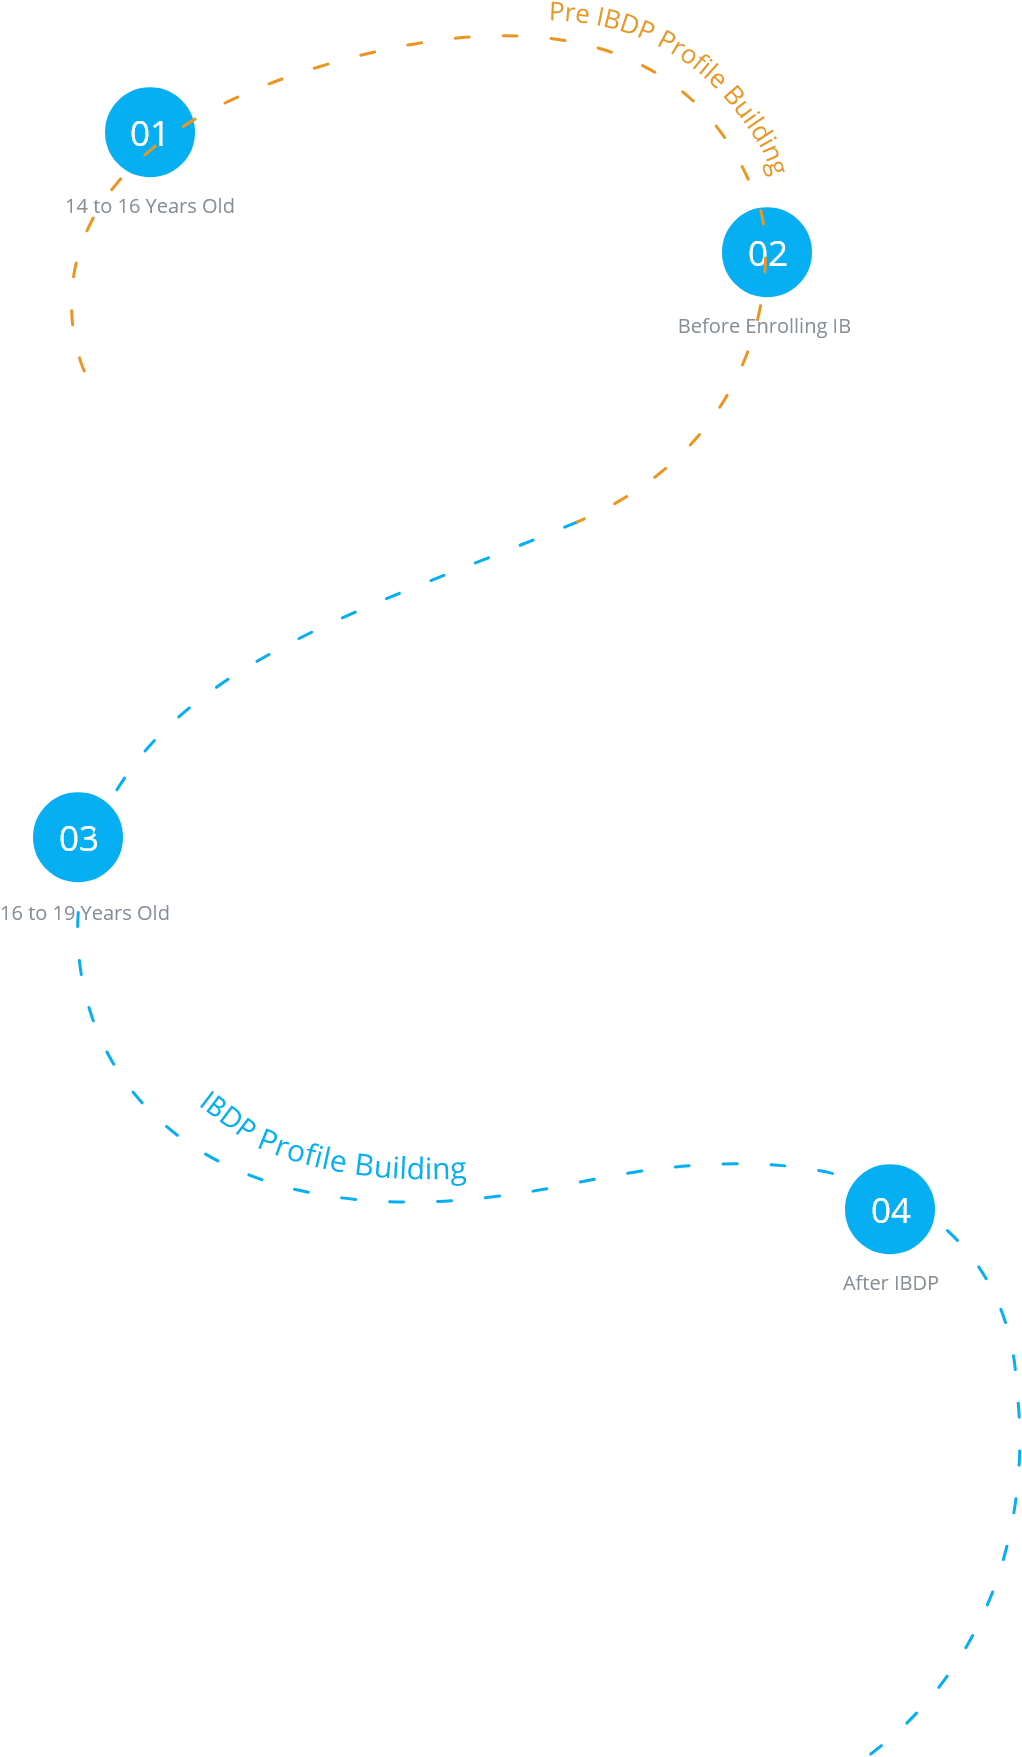 Pre IBDP Profile Building
01
14 to 16 Years Old
02
Before Enrolling IB
03
16 to 19 Years Old
IBDP Profile Building
04
After IBDP